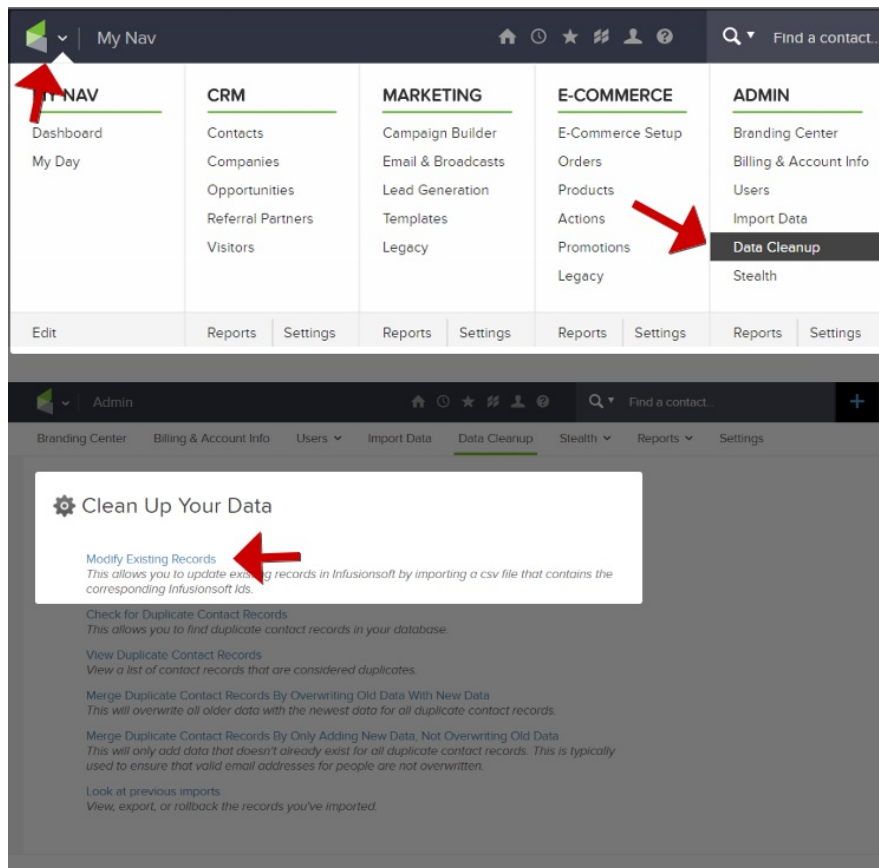 My Nav
Find a contact...
MY NAV
CRM
MARKETING
E-COMMERCE
ADMIN
Dashboard
Contacts
Campaign Builder
E-Commerce Setup
Branding Center
My Day
Companies
Email & Broadcasts
Orders
Billing & Account Info
Opportunities
Lead Generation
Products
Users
Referral Partners
Templates
Actions
Import Data
Visitors
Legacy
Promotions
Data Cleanup
Legacy
Stealth
Edit
Reports Settings
Reports Settings
Reports Settings
Reports Settings
Admin
Find a contact...
Branding Center Billing & Account Info Users Import Data Data Cleanup Stealth Reports Settings
Clean Up Your Data
Modify Existing Records
This allows you to update existing records in Infusionsoft by importing a csv file that contains the
corresponding Infusionsoft Ids.
Check for Duplicate Contact Records
This allows you to find duplicate contact records in your database.
View Duplicate Contact Records
View a list of contact records that are considered duplicates.
Merge Duplicate Contact Records By Overwriting Old Data With New Data
This will overwrite all older data with the newest data for all duplicate contact records.
Merge Duplicate Contact Records By Only Adding New Data, Not Overwriting Old Data
This will only add data that doesn't already exist for all duplicate contact records. This is typically
used to ensure that valid email addresses for people are not overwritten.
Look at previous imports
View, export, or rollback the records you've imported.